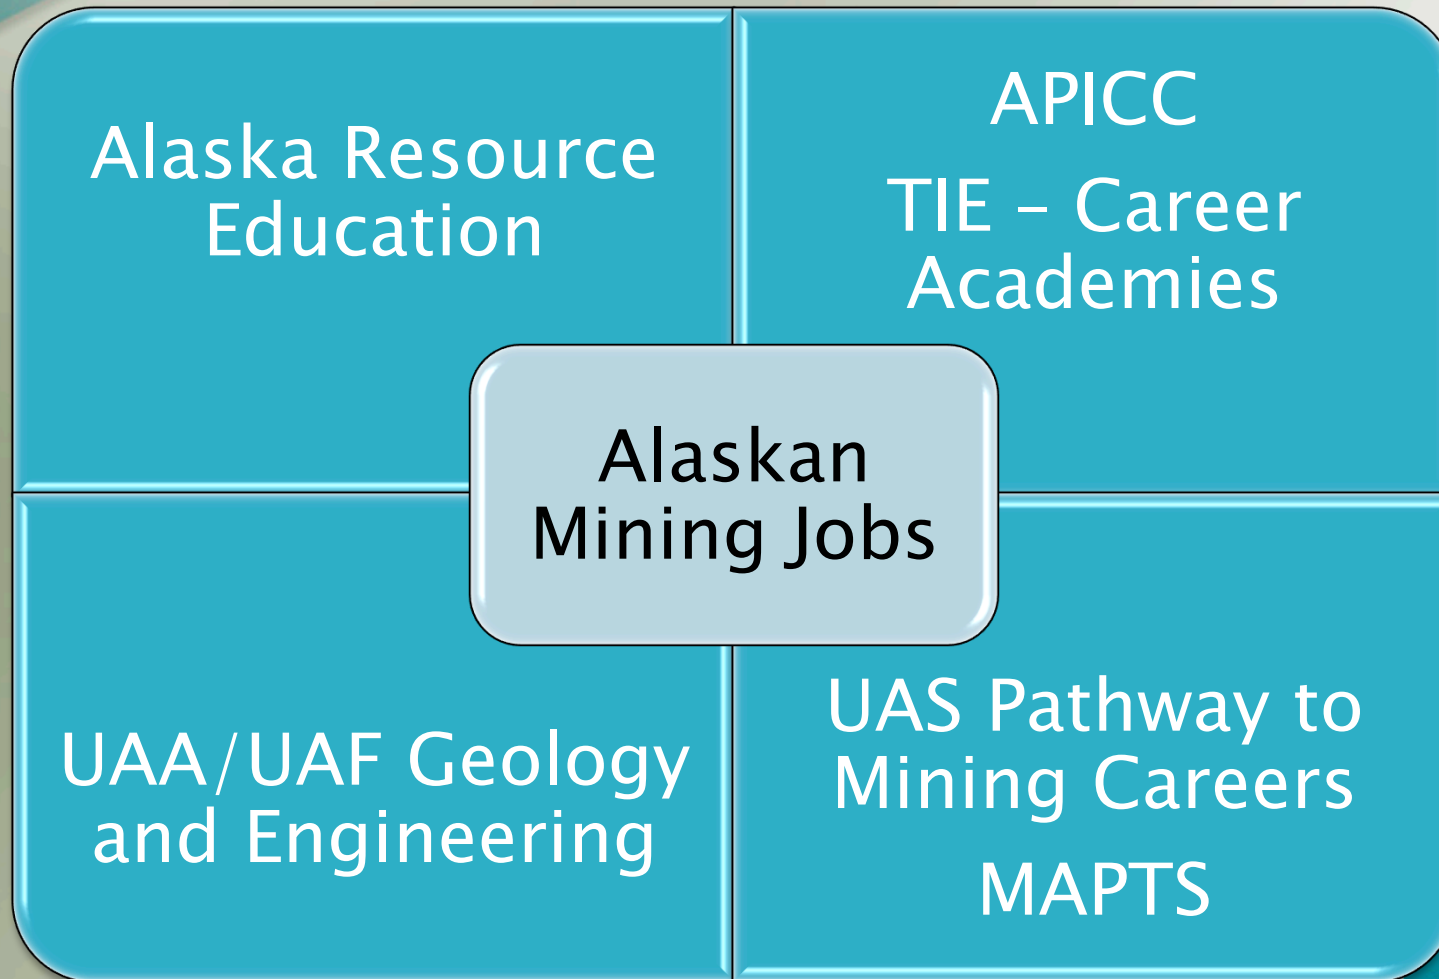 Alaska Resource
Education
APICC
TIE – Career
Academies
Alaskan
Mining Jobs
UAA/UAF Geology
and Engineering
UAS Pathway to
Mining Careers
MAPTS